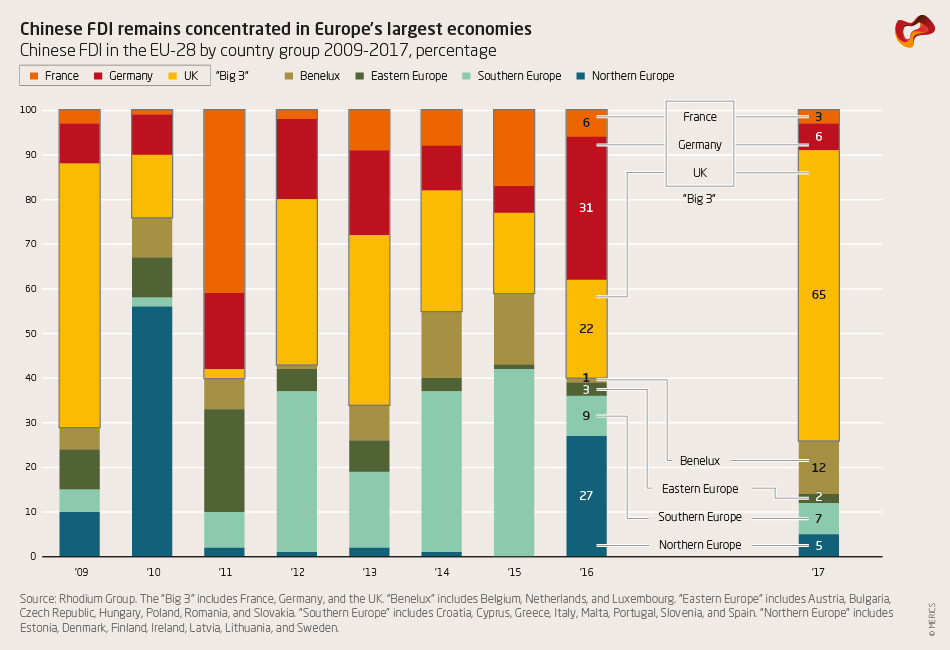 Chinese FDI remains concentrated in Europe's largest economies
Chinese FDI in the EU-28 by country group 2009-2017, percentage
France Germany UK "Big 3" Benelux Eastern Europe Southern Europe Northern Europe
100
90
80
70
60
50
40
30
20
10
0
6
31
22
1
3
9
27
France
Germany
UK
"Big 3"
Benelux
Eastern Europe
Southern Europe
Northern Europe
3
6
65
12
2
7
5
'09 '10 '11 '12 '13 '14 '15 '16 '17
Source: Rhodium Group. The "Big 3" includes France, Germany, and the UK. "Benelux" includes Belgium, Netherlands, and Luxembourg. "Eastern Europe" includes Austria, Bulgaria,
Czech Republic, Hungary, Poland, Romania, and Slovakia. "Southern Europe" includes Croatia, Cyprus, Greece, Italy, Malta, Portugal, Slovenia, and Spain. "Northern Europe" includes
Estonia, Denmark, Finland, Ireland, Latvia, Lithuania, and Sweden.
© MERICS